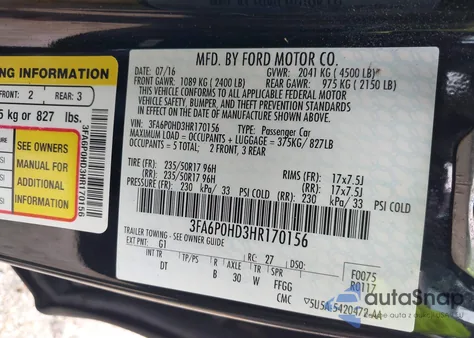 NG INFORMATION
FRONT: 2 REAR: 3
5 kg or 827 lbs.
SEE OWNERS
MANUAL FOR
ADDITIONAL
INFORMATION
3FA6P0HD3HR170156
MFD. BY FORD MOTOR CO.
DATE: 07/16 GVWR: 2041 KG ( 4500 LB)
FRONT GAWR: 1089 KG ( 2400 LB) REAR GAWR: 975 KG ( 2150 LB)
THIS VEHICLE CONFORMS TO ALL APPLICABLE FEDERAL MOTOR
VEHICLE SAFETY, BUMPER, AND THEFT PREVENTION STANDARDS IN
EFFECT ON THE DATE OF MANUFACTURE SHOWN ABOVE.
VIN: 3FA6P0HD3HR170156 TYPE: Passenger Car
MAXIMUM LOAD= OCCUPANTS + LUGGAGE = 375KG/ 827LB
OCCUPANTS = 5 TOTAL: 2 FRONT, 3 REAR
TIRE (FR): 235/50R17 96H RIMS (FR): 17x7.5J
TIRE (RR): 235/50R17 96H (RR): 17x7.5J
PRESSURE (FR): 230 kPa/ 33 PSI COLD (RR): 230 kPa/ 33 PSI COLD
3FA6P0HD3HR170156
TRAILER TOWING- SEE OWNER GUIDE
EXT PNT: G1 RC: 27 DSO: F0075
INT TR TP/PS R AXLE TR R0117
DT B 30 W FFGG
CMC 5U5A-5420472-AA
autoSnap